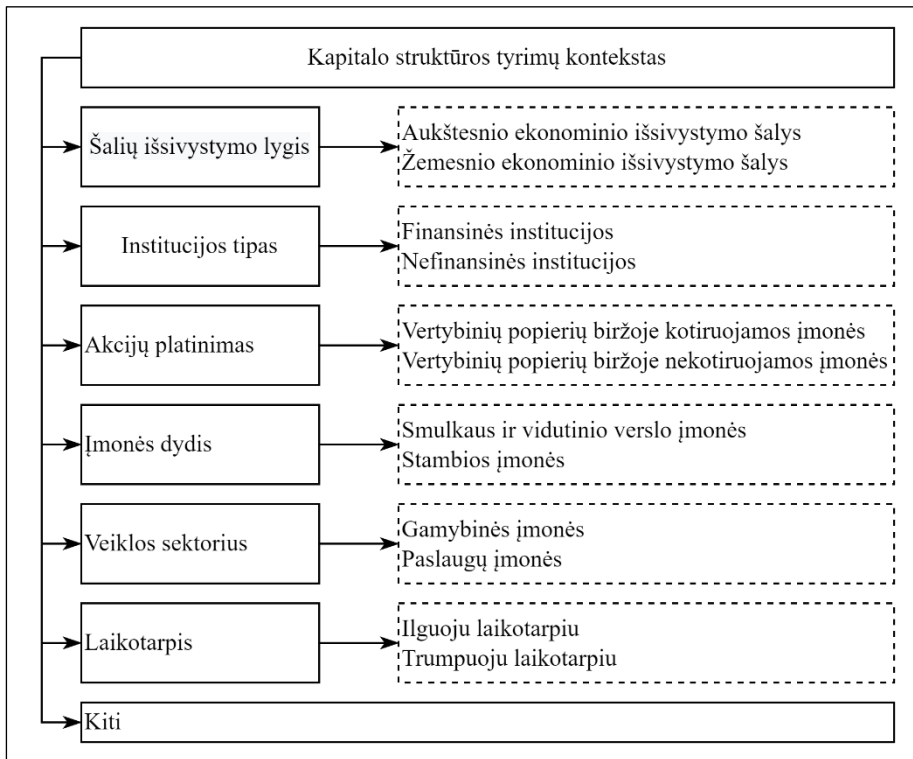 Kapitalo struktūros tyrimų kontekstas
Šalių išsivystymo lygis
Aukštesnio ekonominio išsivystymo šalys
Žemesnio ekonominio išsivystymo šalys
Institucijos tipas
Finansinės institucijos
Nefinansinės institucijos
Akcijų platinimas
Vertybinių popierių biržoje kotiruojamos įmonės
Vertybinių popierių biržoje nekotiruojamos įmonės
Įmonės dydis
Smulkaus ir vidutinio verslo įmonės
Stambios įmonės
Veiklos sektorius
Gamybinės įmonės
Paslaugų įmonės
Laikotarpis
Ilguoju laikotarpiu
Trumpuoju laikotarpiu
Kiti